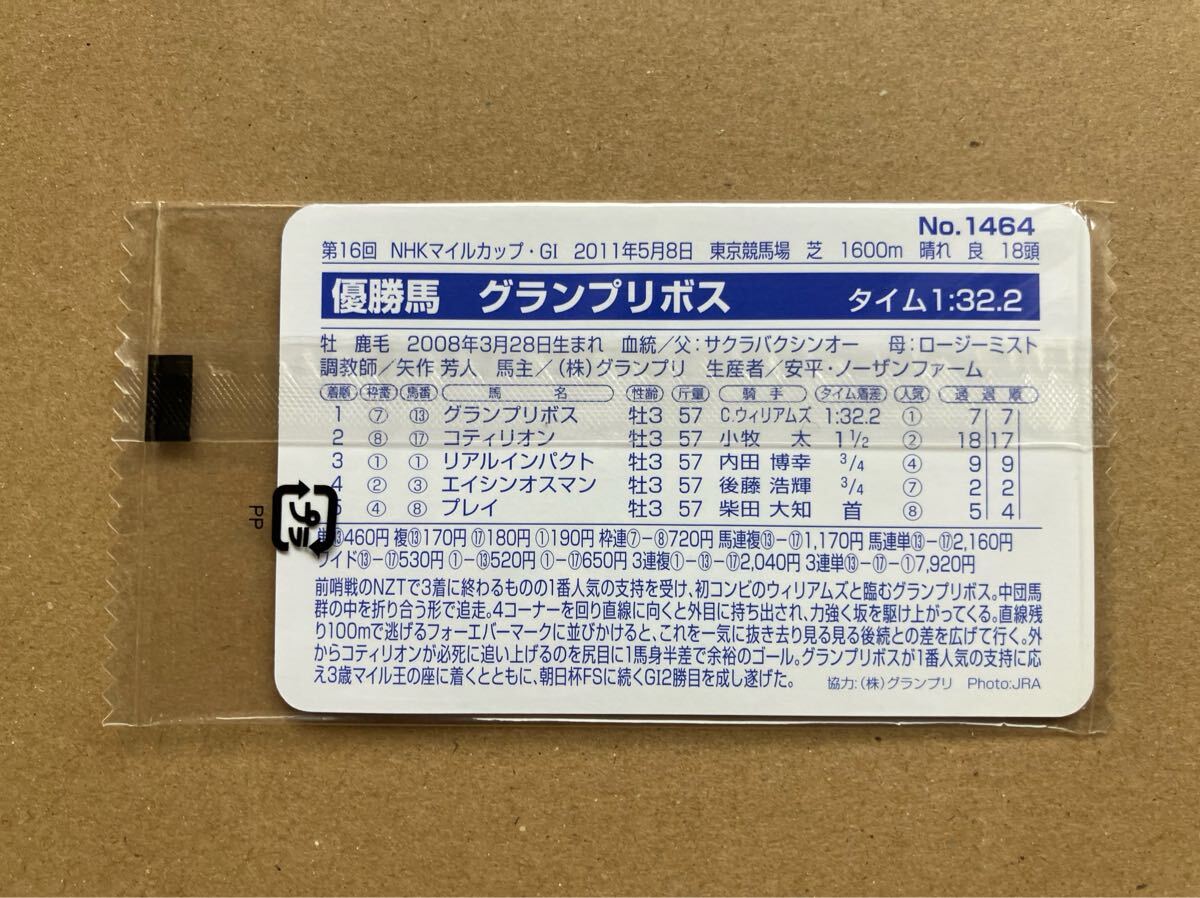 No.1464
第16回 NHKマイルカップ・GI 2011年5月8日 東京競馬場 芝 1600m 晴れ 良 18頭
優勝馬 グランプリボス タイム1:32.2
牡 鹿毛 2008年3月28日生まれ 血統/父:サクラバクシンオー 母:ロージーミスト
調教師/矢作 芳人 馬主/(株)グランプリ 生産者/安平・ノーザンファーム
着順 枠番 馬番 馬名 性齢 斤量 騎手 タイム着差 人気 通過順
1 ⑦ ⑬ グランプリボス 牡3 57 C.ウィリアムズ 1:32.2 ① 7 7
2 ⑧ ⑰ コティリオン 牡3 57 小牧 太 1 1/2 ② 18 17
3 ① ① リアルインパクト 牡3 57 内田 博幸 3/4 ④ 9 9
4 ② ③ エイシンオスマン 牡3 57 後藤 浩輝 3/4 ⑦ 2 2
5 ④ ⑧ プレイ 牡3 57 柴田 大知 首 ⑧ 5 4
単⑬460円 複⑬170円 ⑰180円 ①190円 枠連⑦-⑧720円 馬連複⑬-⑰1,170円 馬連単⑬-⑰2,160円
ワイド⑬-⑰530円 ①-⑬520円 ①-⑰650円 3連複①-⑬-⑰2,040円 3連単⑬-⑰-①7,920円
前哨戦のNZTで3着に終わるものの1番人気の支持を受け、初コンビのウィリアムズと臨むグランプリボス。中団馬
群の中を折り合う形で追走。4コーナーを回り直線に向くと外目に持ち出され、力強く坂を駆け上がってくる。直線残
り100mで逃げるフォーエバーマークに並びかけると、これを一気に抜き去り見る見る後続との差を広げて行く。外
からコティリオンが必死に追い上げるのを尻目に1馬身半差で余裕のゴール。グランプリボスが1番人気の支持に応
え3歳マイル王の座に着くとともに、朝日杯FSに続くGI2勝目を成し遂げた。 協力:(株)グランプリ Photo:JRA
プラ
PP